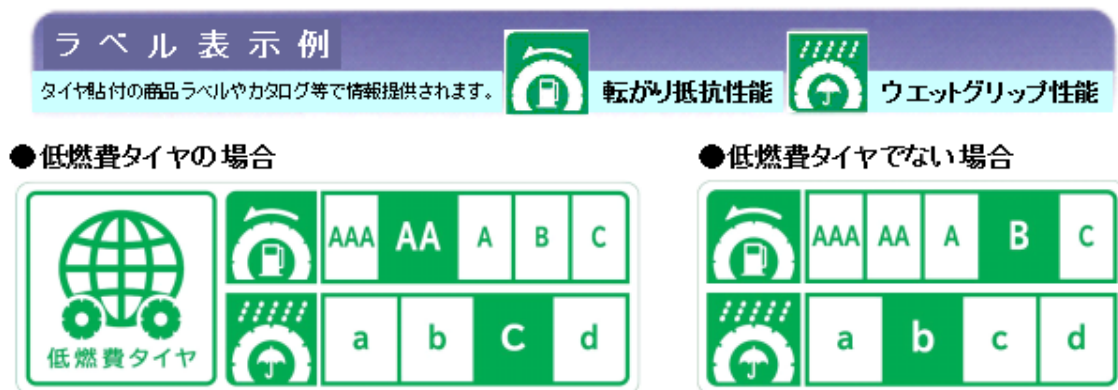 ラベル表示例
タイヤ貼付の商品ラベルやカタログ等で情報提供されます。
転がり抵抗性能
ウエットグリップ性能
●低燃費タイヤの場合
低燃費タイヤ
AAA AA A B C
a b c d
●低燃費タイヤでない場合
AAA AA A B C
a b c d